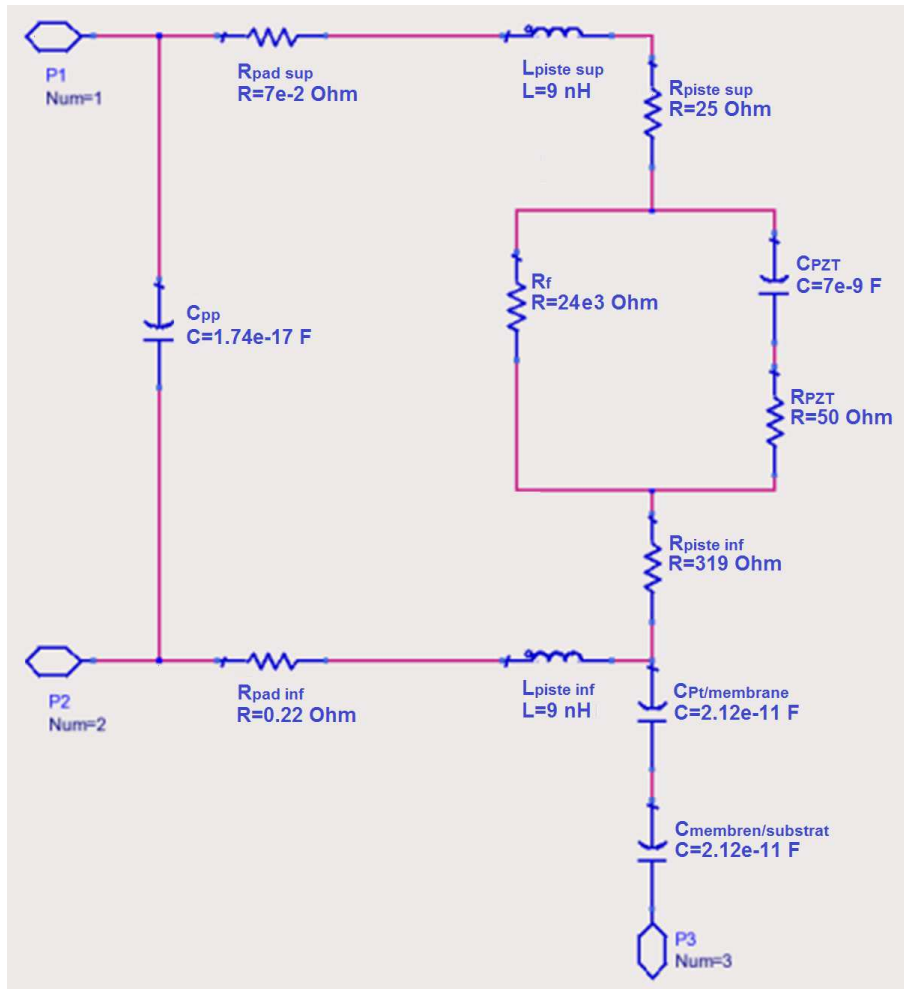 P1
Num=1
Rpad sup
R=7e-2 Ohm
Lpiste sup
L=9 nH
Rpiste sup
R=25 Ohm
Cpp
C=1.74e-17 F
Rf
R=24e3 Ohm
CPZT
C=7e-9 F
RPZT
R=50 Ohm
Rpiste inf
R=319 Ohm
P2
Num=2
Rpad inf
R=0.22 Ohm
Lpiste inf
L=9 nH
CPt/membrane
C=2.12e-11 F
Cmembren/substrat
C=2.12e-11 F
P3
Num=3